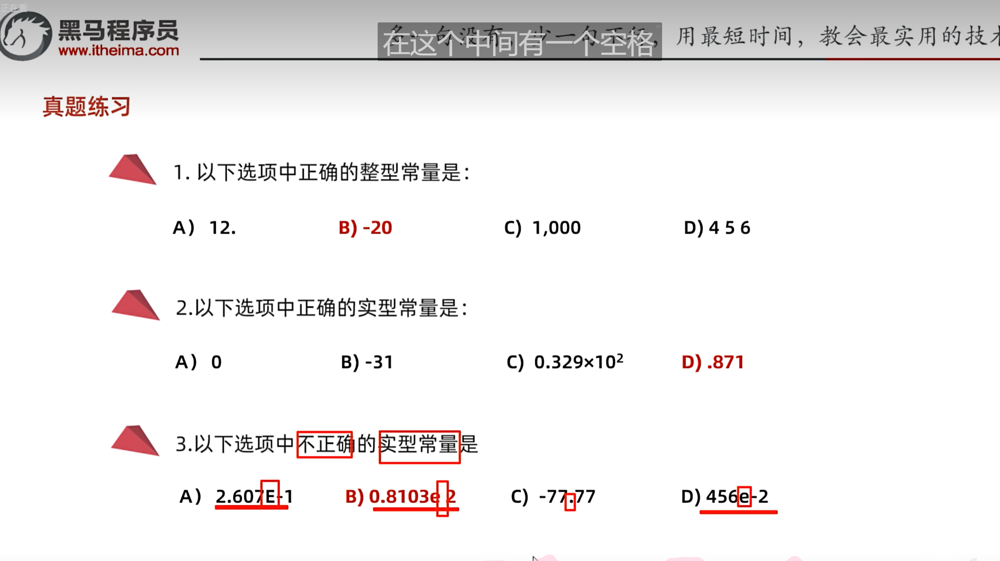 正在看
黑马程序员
www.itheima.com
在这个中间有一个空格
用最短时间，教会最实用的技术
真题练习
1. 以下选项中正确的整型常量是：
A） 12. B) -20 C) 1,000 D) 4 5 6
2.以下选项中正确的实型常量是：
A） 0 B) -31 C) 0.329×10² D) .871
3.以下选项中不正确的实型常量是
A） 2.607E-1 B) 0.8103e 2 C) -77.77 D) 456e-2